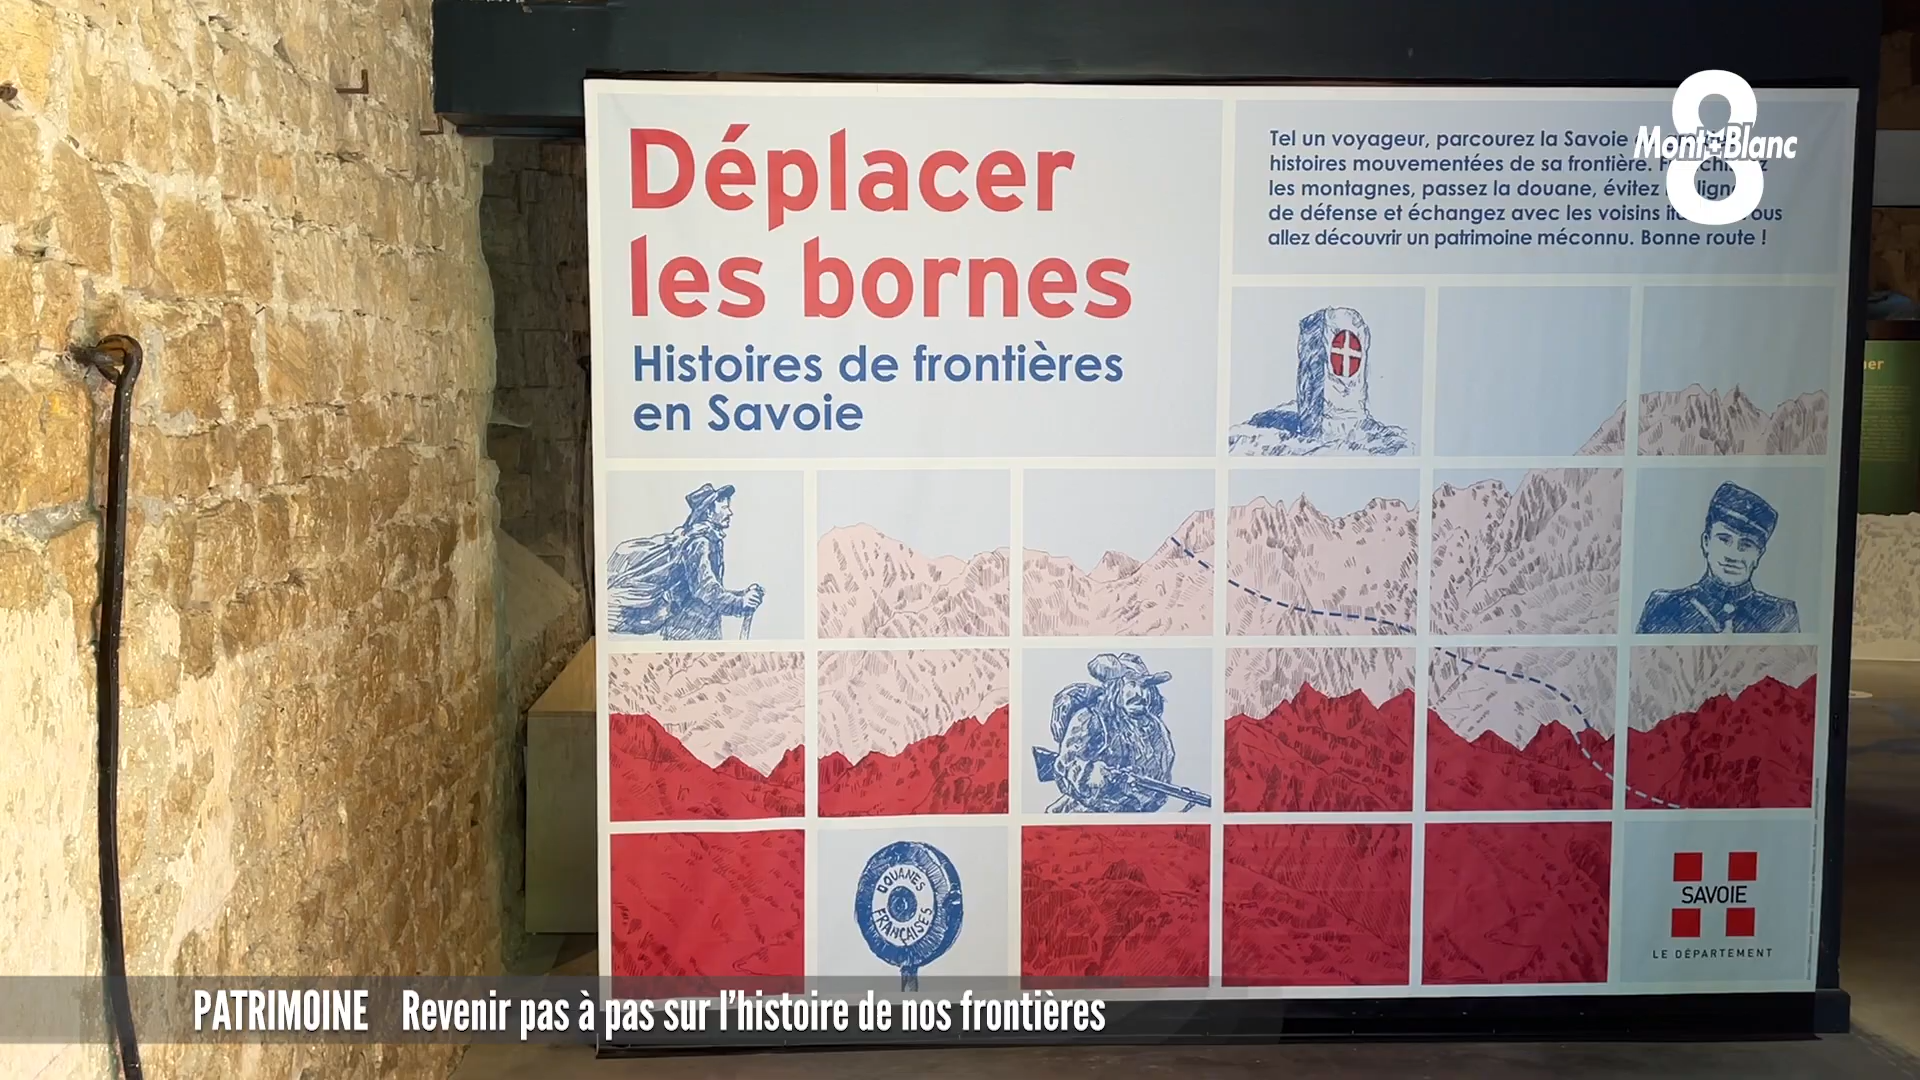 Déplacer
les bornes
Histoires de frontières
en Savoie
Tel un voyageur, parcourez la Savoie
histoires mouvementées de sa frontière.
les montagnes, passez la douane, évitez
de défense et échangez avec les voisins
allez découvrir un patrimoine méconnu. Bonne route !
8
Mont Blanc
DOUANES
FRANÇAISES
SAVOIE
LE DÉPARTEMENT
PATRIMOINE Revenir pas à pas sur l'histoire de nos frontières